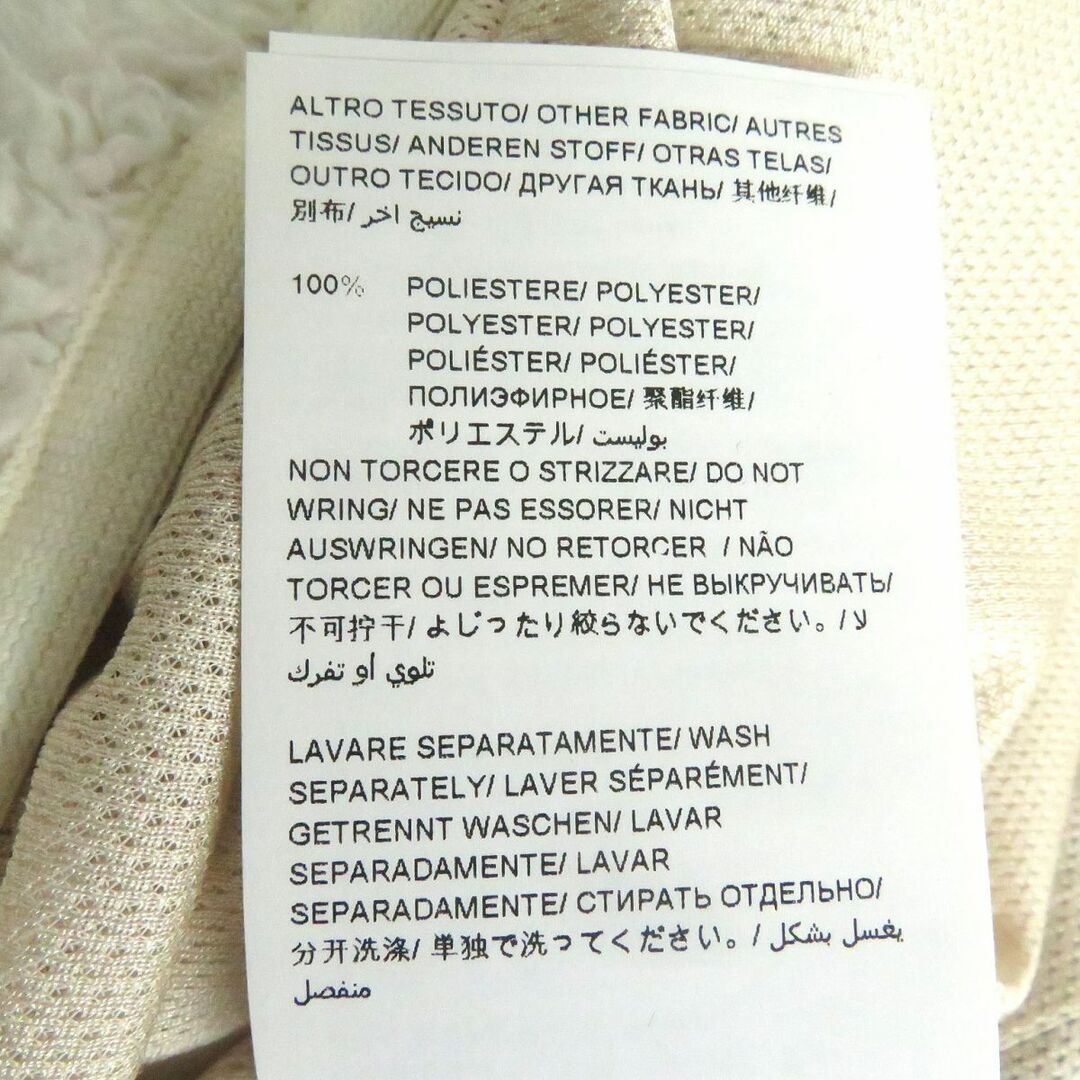 ALTRO TESSUTO/ OTHER FABRIC/ AUTRES
TISSUS/ ANDEREN STOFF/ OTRAS TELAS/
OUTRO TECIDO/ ДРУГАЯ ТКАНЬ/ 其他纤维/
別布/ نسيج اخر
100% POLIESTERE/ POLYESTER/
POLYESTER/ POLYESTER/
POLIÉSTER/ POLIÉSTER/
ПОЛИЭФИРНОЕ/ 聚酯纤维/
ポリエステル/ بوليست
NON TORCERE O STRIZZARE/ DO NOT
WRING/ NE PAS ESSORER/ NICHT
AUSWRINGEN/ NO RETORCER / NÃO
TORCER OU ESPREMER/ НЕ ВЫКРУЧИВАТЬ/
不可拧干/ よじったり絞らないでください。/ لا
تلوي أو تفرك
LAVARE SEPARATAMENTE/ WASH
SEPARATELY/ LAVER SÉPARÉMENT/
GETRENNT WASCHEN/ LAVAR
SEPARADAMENTE/ LAVAR
SEPARADAMENTE/ СТИРАТЬ ОТДЕЛЬНО/
分开洗涤/ 単独で洗ってください。/ يغسل بشكل
منفصل